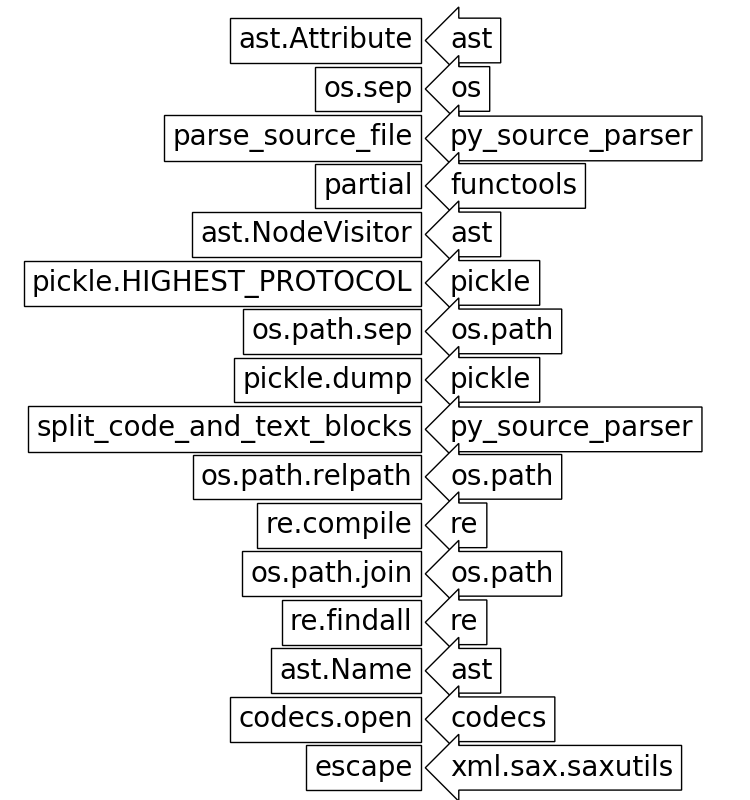 ast.Attribute ast
os.sep os
parse_source_file py_source_parser
partial functools
ast.NodeVisitor ast
pickle.HIGHEST_PROTOCOL pickle
os.path.sep os.path
pickle.dump pickle
split_code_and_text_blocks py_source_parser
os.path.relpath os.path
re.compile re
os.path.join os.path
re.findall re
ast.Name ast
codecs.open codecs
escape xml.sax.saxutils